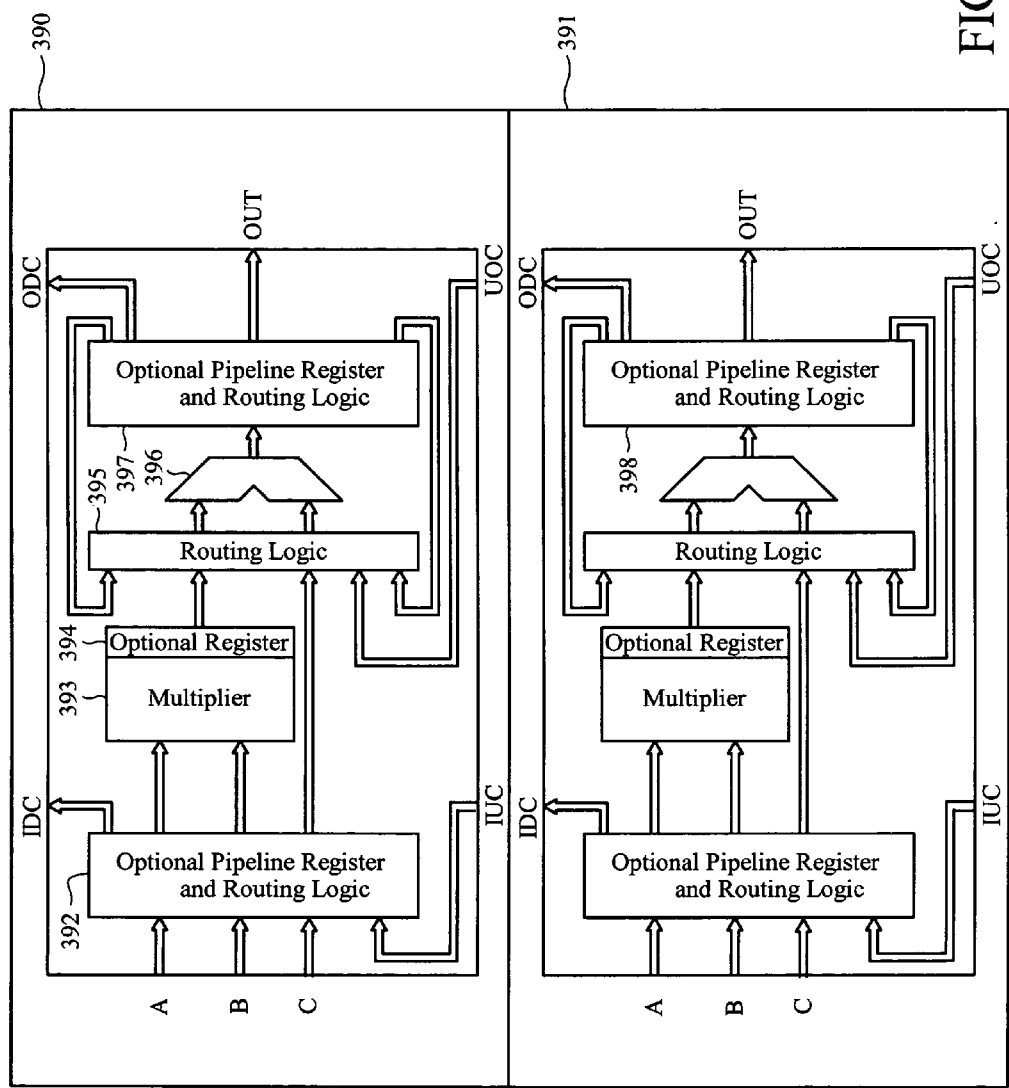 390
IDC
ODC
392
393
394
395
397
396
A
B
C
Optional Pipeline Register
and Routing Logic
Multiplier
Optional Register
Routing Logic
Optional Pipeline Register
and Routing Logic
OUT
IUC
UOC
391
IDC
ODC
A
B
C
Optional Pipeline Register
and Routing Logic
Multiplier
Optional Register
Routing Logic
Optional Pipeline Register
and Routing Logic
398
OUT
IUC
UOC